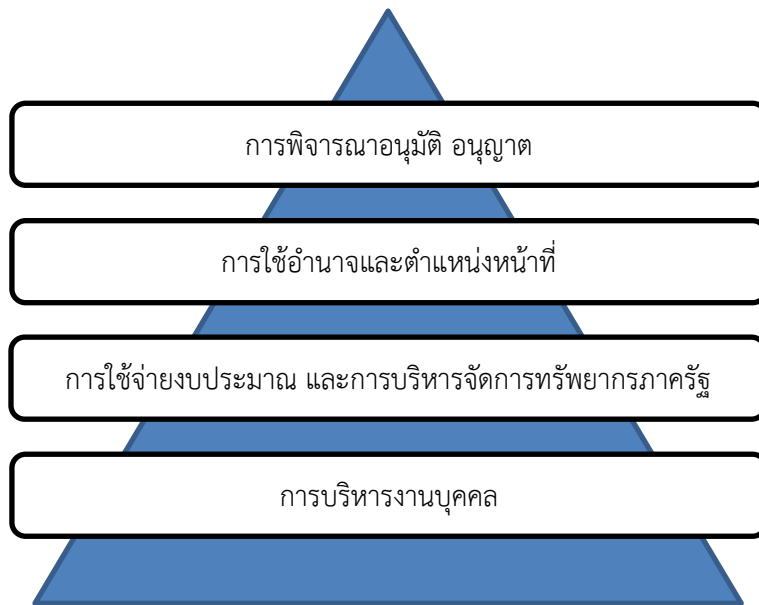 การพิจารณาอนุมัติ อนุญาต
การใช้อำนาจและตำแหน่งหน้าที่
การใช้จ่ายงบประมาณ และการบริหารจัดการทรัพยากรภาครัฐ
การบริหารงานบุคคล